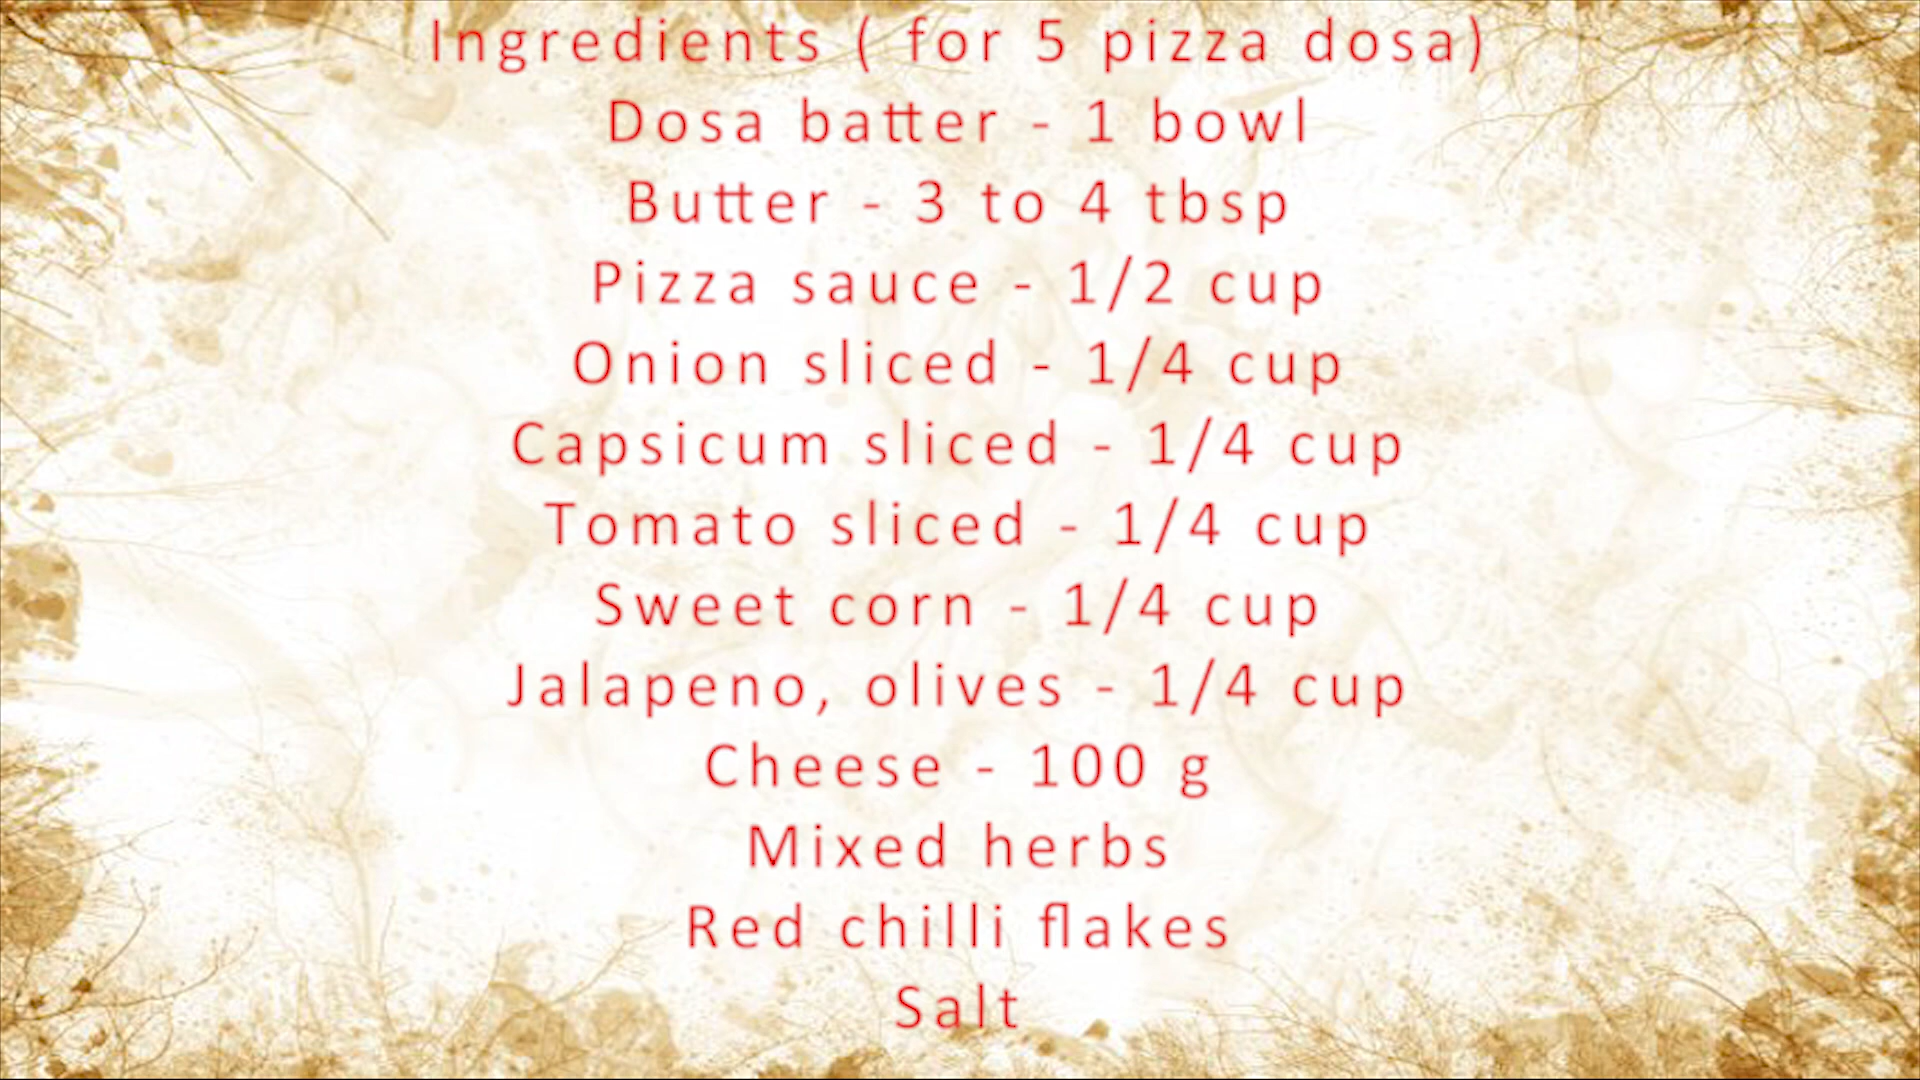 Ingredients ( for 5 pizza dosa)
Dosa batter - 1 bowl
Butter - 3 to 4 tbsp
Pizza sauce - 1/2 cup
Onion sliced - 1/4 cup
Capsicum sliced - 1/4 cup
Tomato sliced - 1/4 cup
Sweet corn - 1/4 cup
Jalapeno, olives - 1/4 cup
Cheese - 100 g
Mixed herbs
Red chilli flakes
Salt